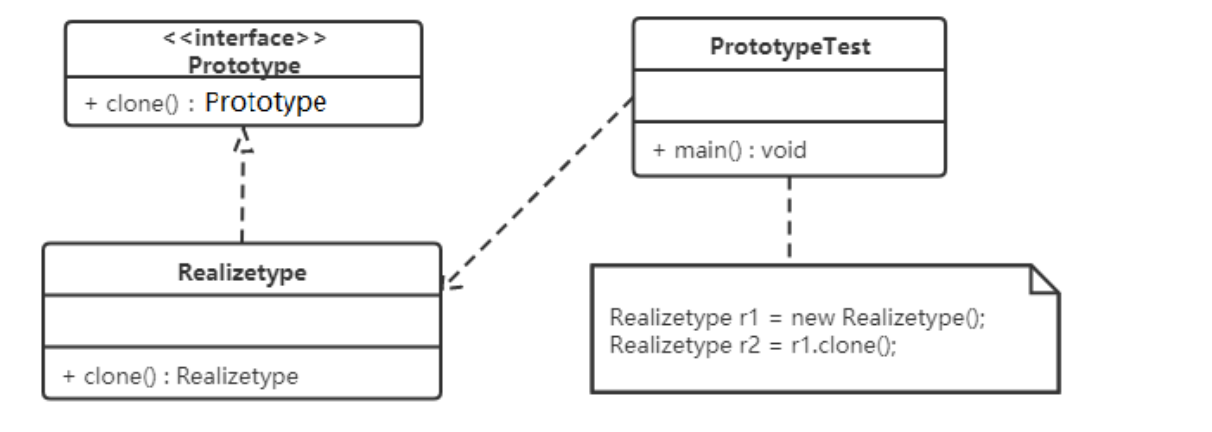 <<interface>>
Prototype
+ clone() : Prototype
PrototypeTest
+ main() : void
Realizetype
+ clone() : Realizetype
Realizetype r1 = new Realizetype();
Realizetype r2 = r1.clone();